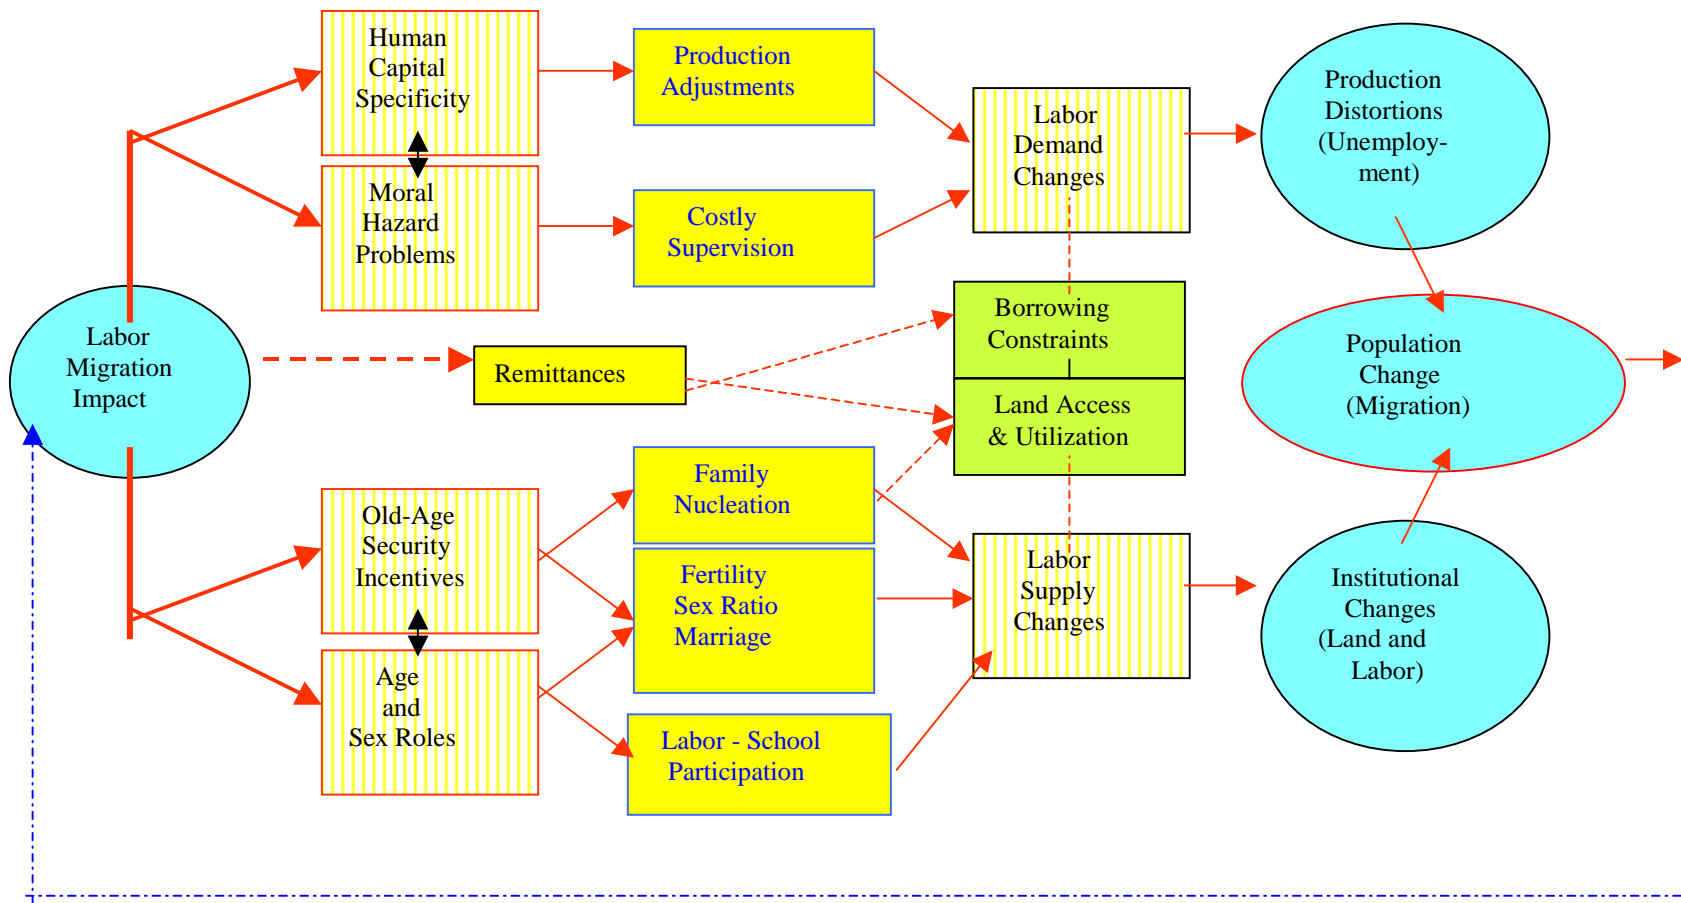 Human
Capital
Specificity
Moral
Hazard
Problems
Production
Adjustments
Costly
Supervision
Labor
Demand
Changes
Production
Distortions
(Unemploy-
ment)
Labor
Migration
Impact
Remittances
Borrowing
Constraints
Land Access
& Utilization
Population
Change
(Migration)
Old-Age
Security
Incentives
Age
and
Sex Roles
Family
Nucleation
Fertility
Sex Ratio
Marriage
Labor - School
Participation
Labor
Supply
Changes
Institutional
Changes
(Land and
Labor)